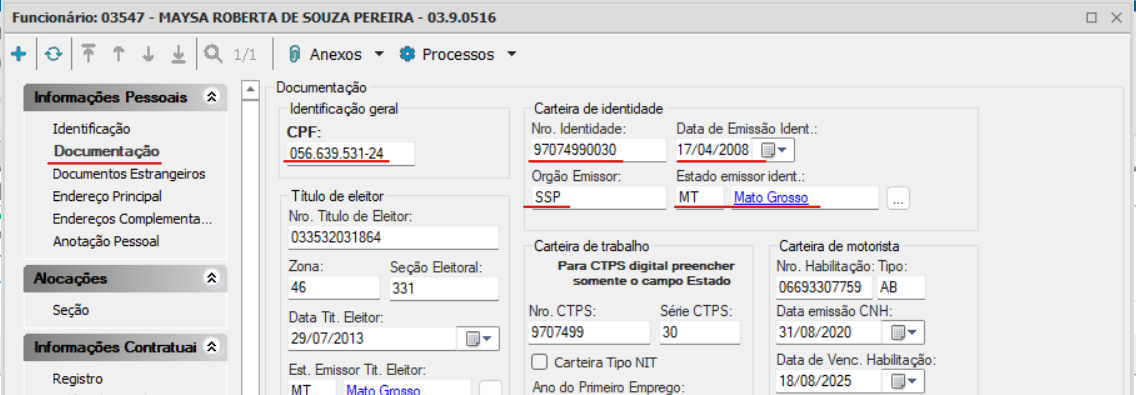 Funcionário: 03547 - MAYSA ROBERTA DE SOUZA PEREIRA - 03.9.0516
1/1 Anexos Processos
Informações Pessoais
Identificação
Documentação
Documentos Estrangeiros
Endereço Principal
Endereços Complementa...
Anotação Pessoal
Alocações
Seção
Informações Contratuai
Registro
Documentação
Identificação geral
CPF:
056.639.531-24
Carteira de identidade
Nro. Identidade: Data de Emissão Ident.:
97074990030 17/04/2008
Orgão Emissor: Estado emissor ident.:
SSP MT Mato Grosso ...
Título de eleitor
Nro. Título de Eleitor:
033532031864
Zona: Seção Eleitoral:
46 331
Data Tit. Eleitor:
29/07/2013
Est. Emissor Tit. Eleitor:
MT Mato Grosso
Carteira de trabalho
Para CTPS digital preencher
somente o campo Estado
Nro. CTPS: Série CTPS:
9707499 30
Carteira Tipo NIT
Ano do Primeiro Emprego:
Carteira de motorista
Nro. Habilitação: Tipo:
06693307759 AB
Data emissão CNH:
31/08/2020
Data de Venc. Habilitação:
18/08/2025